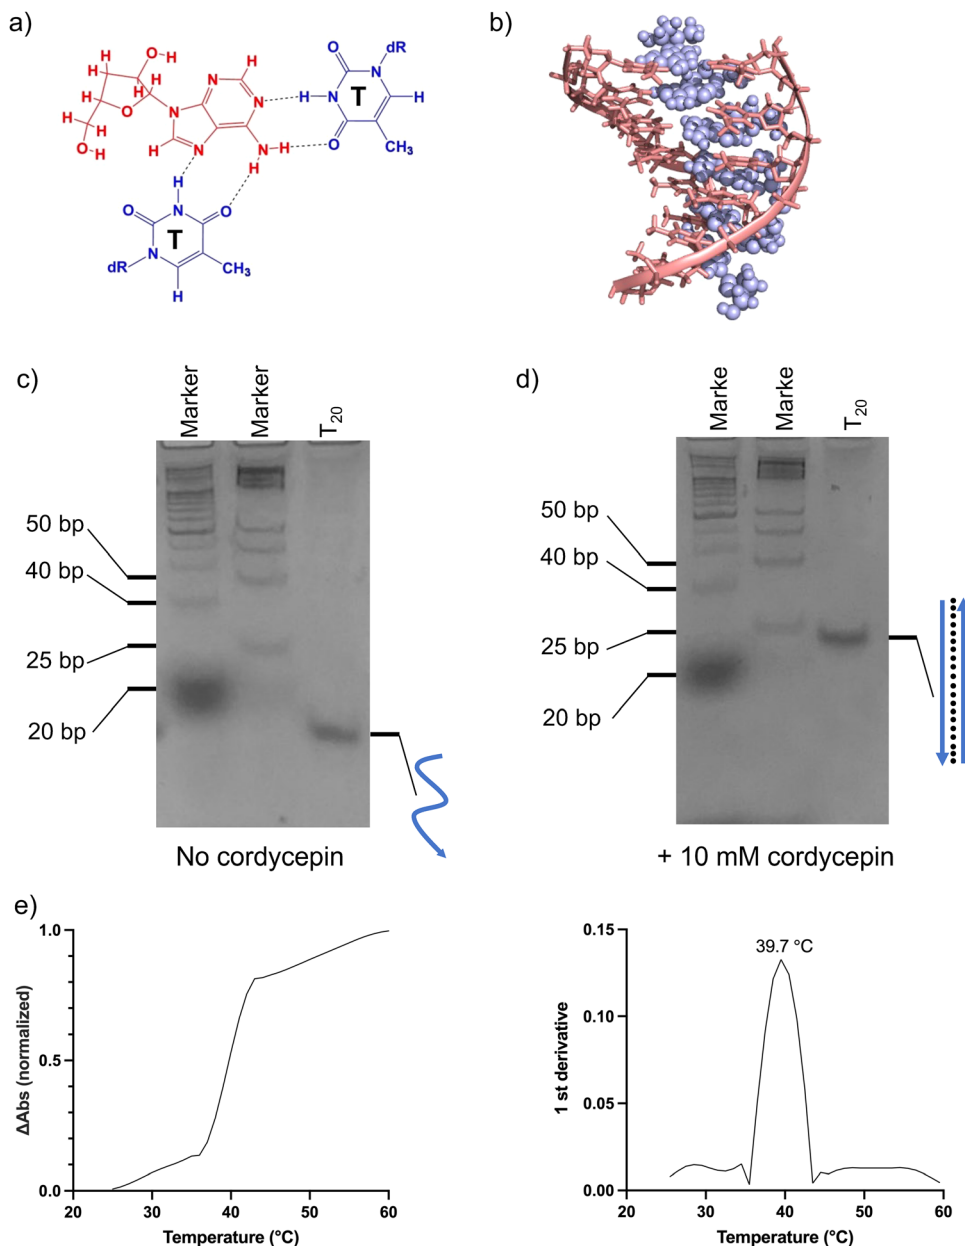 a)
b)
OH
H
H
H
H
H
H
H
H
O
N
N
N
N
N
H
H
H
O-H
O
dR
N
H
N
T
H
O
CH₃
H
N
O
O
T
N
dR
CH₃
H
c)
Marker
Marker
T₂₀
50 bp
40 bp
25 bp
20 bp
No cordycepin
d)
Marke
Marke
T₂₀
50 bp
40 bp
25 bp
20 bp
+ 10 mM cordycepin
e)
ΔAbs (normalized)
1.0
0.5
0.0
20
30
40
50
60
Temperature (°C)
1 st derivative
0.15
0.10
0.05
0.00
39.7 °C
20
30
40
50
60
Temperature (°C)